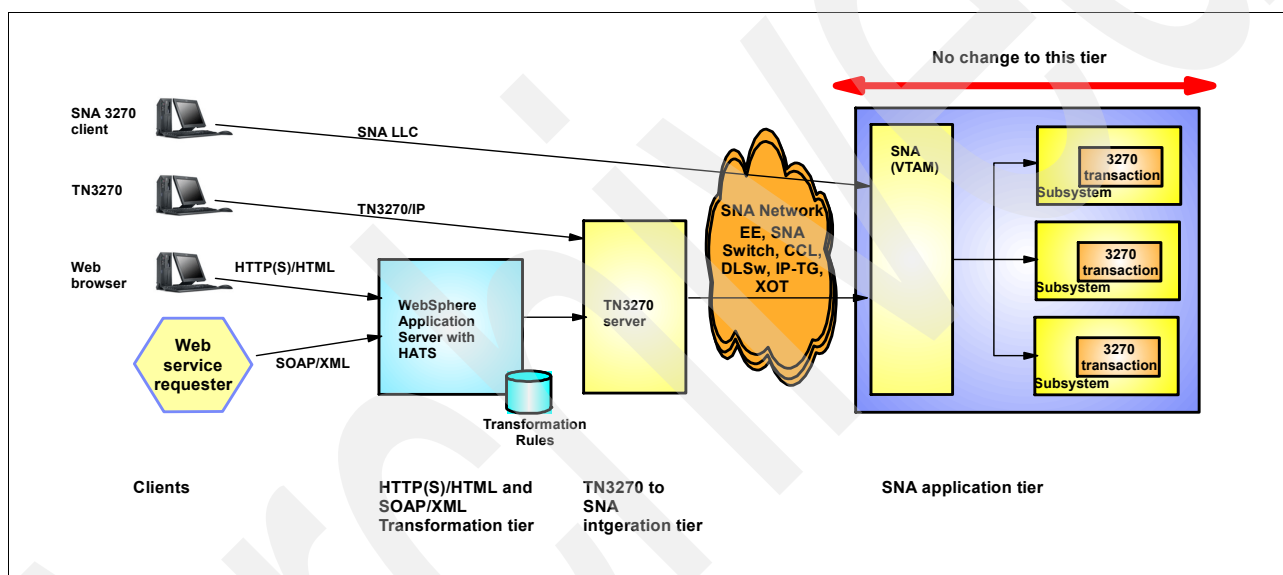 No change to this tier
SNA 3270
client
SNA LLC
TN3270
TN3270/IP
Web
browser
HTTP(S)/HTML
Web
service
requester
SOAP/XML
WebSphere
Application
Server with
HATS
Transformation
Rules
TN3270
server
SNA Network
EE, SNA
Switch, CCL,
DLSw, IP-TG,
XOT
SNA
(VTAM)
3270
transaction
Subsystem
3270
transaction
Subsystem
3270
transaction
Subsystem
Clients
HTTP(S)/HTML and
SOAP/XML
Transformation tier
TN3270 to
SNA
intgeration tier
SNA application tier